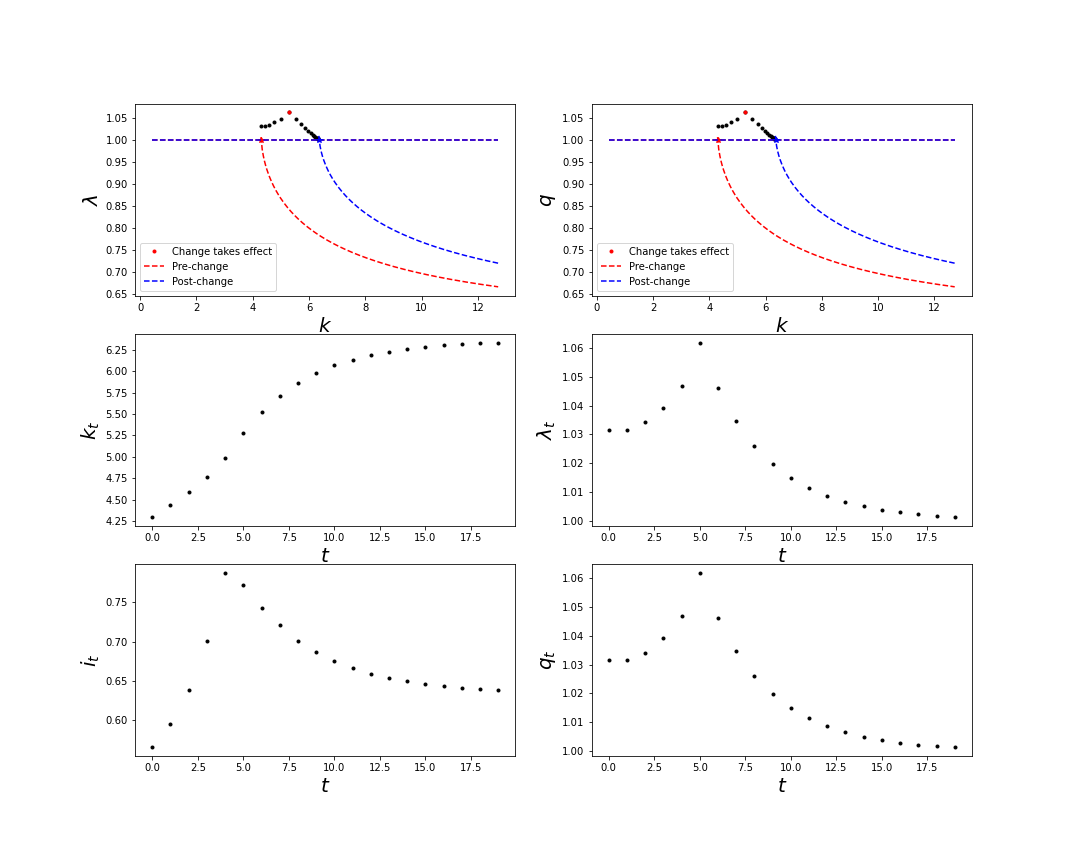 1.05
1.00
0.95
0.90
0.85
0.80
0.75
0.70
0.65
λ
Change takes effect
Pre-change
Post-change
0 2 4 6 8 10 12
k
1.05
1.00
0.95
0.90
0.85
0.80
0.75
0.70
0.65
q
Change takes effect
Pre-change
Post-change
0 2 4 6 8 10 12
k
6.25
6.00
5.75
5.50
5.25
5.00
4.75
4.50
4.25
k_t
0.0 2.5 5.0 7.5 10.0 12.5 15.0 17.5
t
1.06
1.05
1.04
1.03
1.02
1.01
1.00
λ_t
0.0 2.5 5.0 7.5 10.0 12.5 15.0 17.5
t
0.75
0.70
0.65
0.60
i_t
0.0 2.5 5.0 7.5 10.0 12.5 15.0 17.5
t
1.06
1.05
1.04
1.03
1.02
1.01
1.00
q_t
0.0 2.5 5.0 7.5 10.0 12.5 15.0 17.5
t